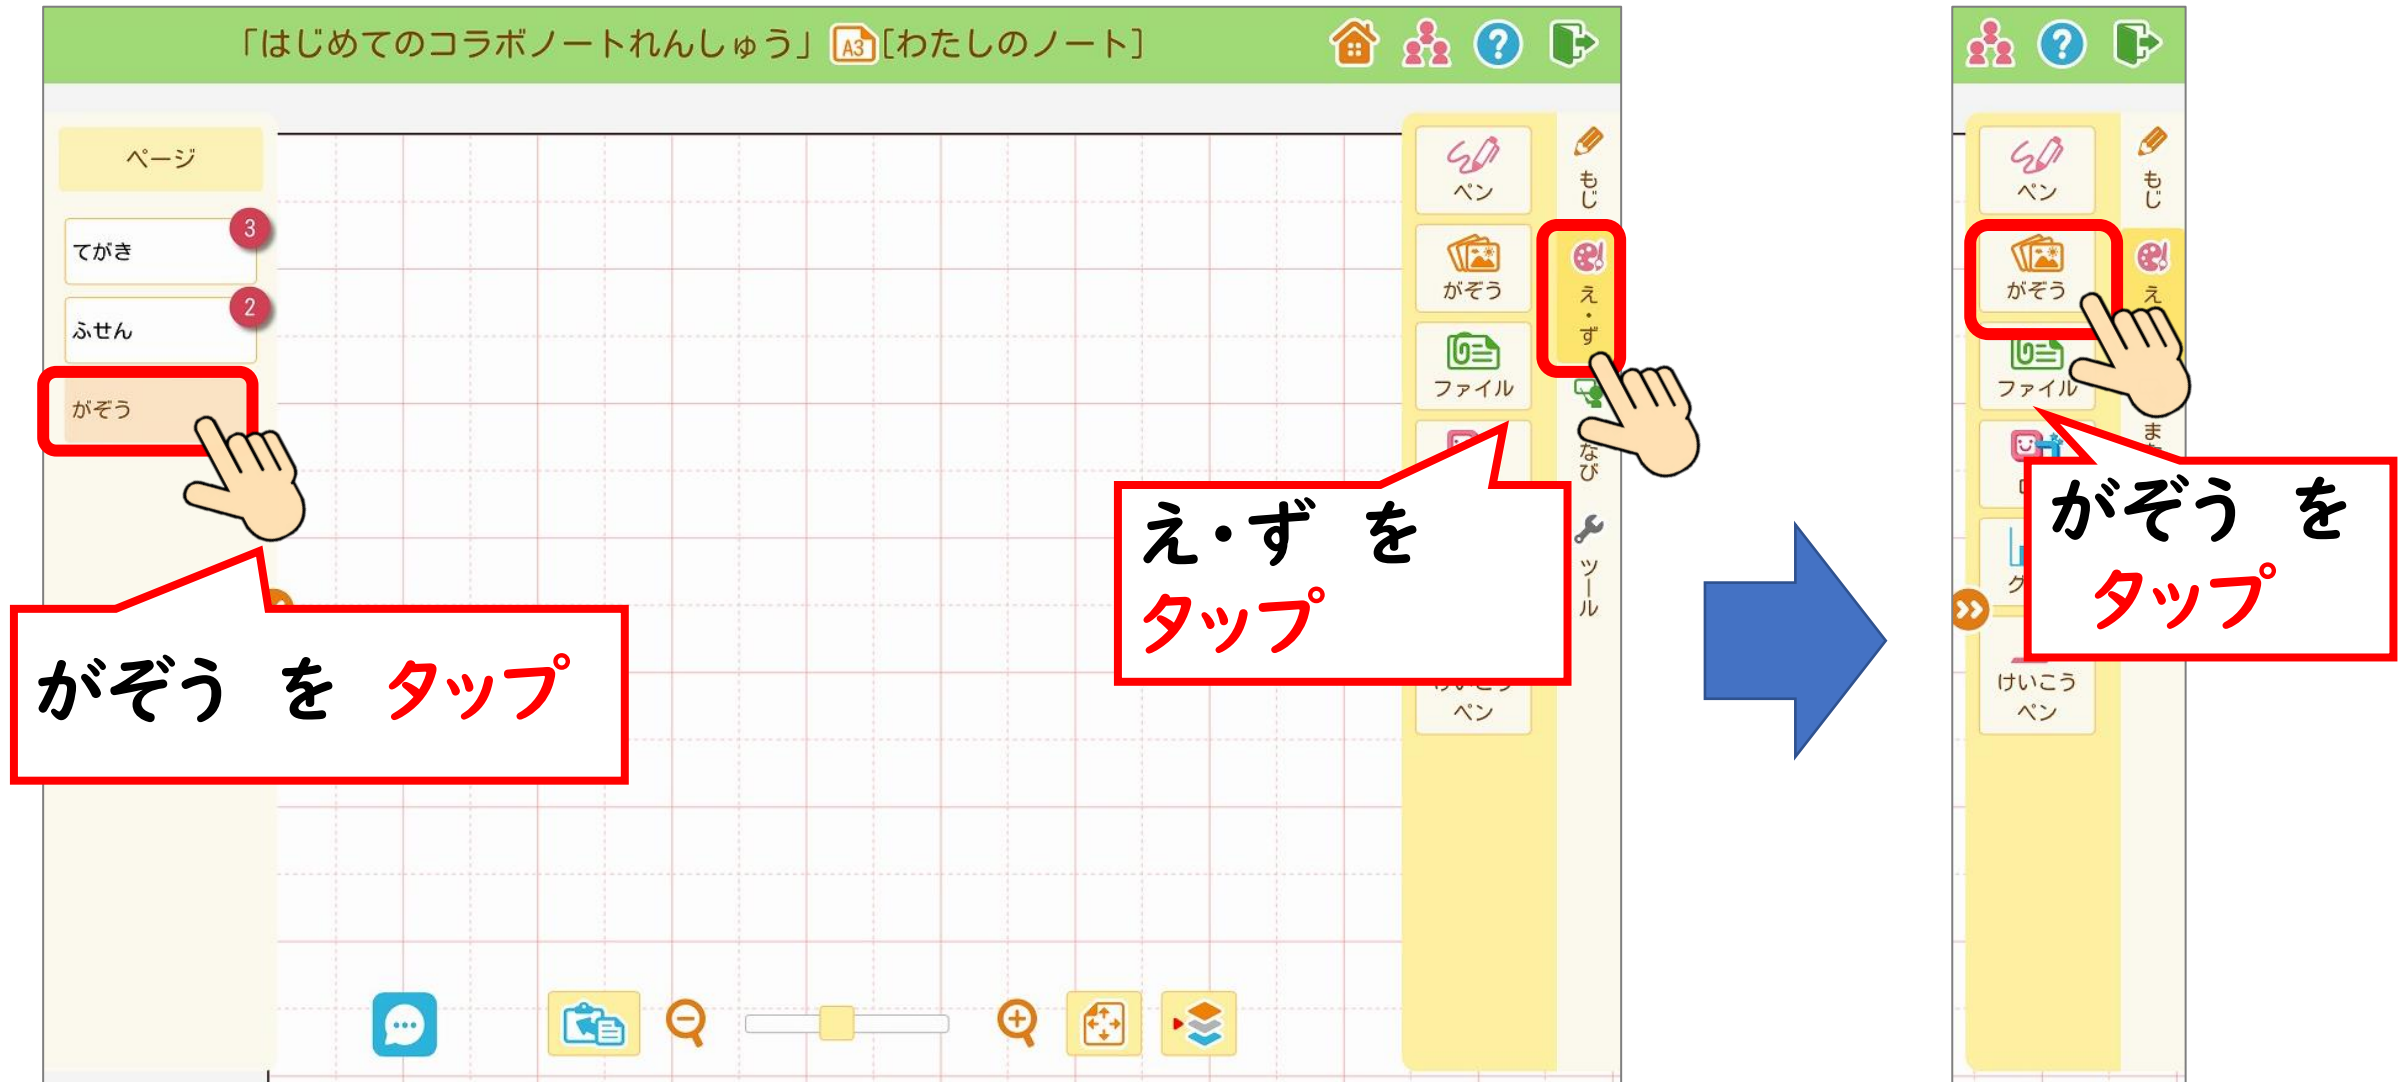 「はじめてのコラボノートれんしゅう」 A3 [わたしのノート]
ページ
てがき
3
ふせん
2
がぞう
がぞう を タップ
ペン
がぞう
ファイル
ペン
もじ
え・ず
なび
ツール
え・ず を
タップ
ペン
がぞう
ファイル
けいこう
ペン
もじ
え
ま
がぞう を
タップ